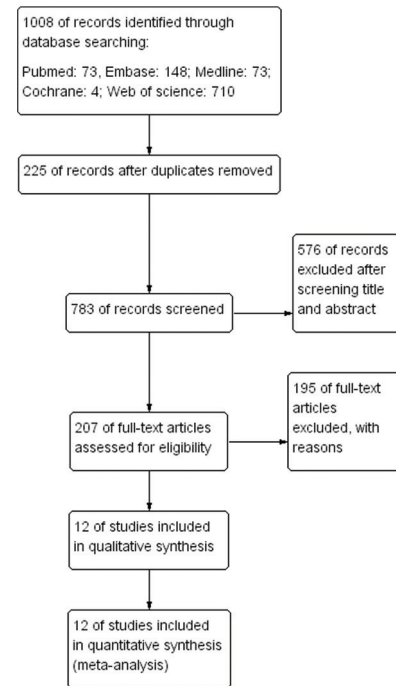 1008 of records identified through
database searching:
Pubmed: 73, Embase: 148; Medline: 73;
Cochrane: 4; Web of science: 710
225 of records after duplicates removed
576 of records
excluded after
screening title
and abstract
783 of records screened
195 of full-text
articles
excluded, with
reasons
207 of full-text articles
assessed for eligibility
12 of studies included
in qualitative synthesis
12 of studies included
in quantitative synthesis
(meta-analysis)